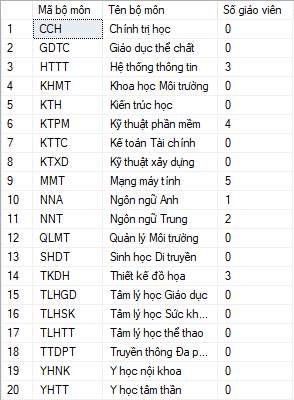 Mã bộ môn Tên bộ môn Số giáo viên
1 CCH Chính trị học 0
2 GDTC Giáo dục thể chất 0
3 HTTT Hệ thống thông tin 3
4 KHMT Khoa học Môi trường 0
5 KTH Kiến trúc học 0
6 KTPM Kỹ thuật phần mềm 4
7 KTTC Kế toán Tài chính 0
8 KTXD Kỹ thuật xây dựng 0
9 MMT Mạng máy tính 5
10 NNA Ngôn ngữ Anh 1
11 NNT Ngôn ngữ Trung 2
12 QLMT Quản lý Môi trường 0
13 SHDT Sinh học Di truyền 0
14 TKDH Thiết kế đồ họa 3
15 TLHGD Tâm lý học Giáo dục 0
16 TLHSK Tâm lý học Sức kh... 0
17 TLHTT Tâm lý học thể thao 0
18 TTDPT Truyền thông Đa p... 0
19 YHNK Y học nội khoa 0
20 YHTT Y học tâm thần 0